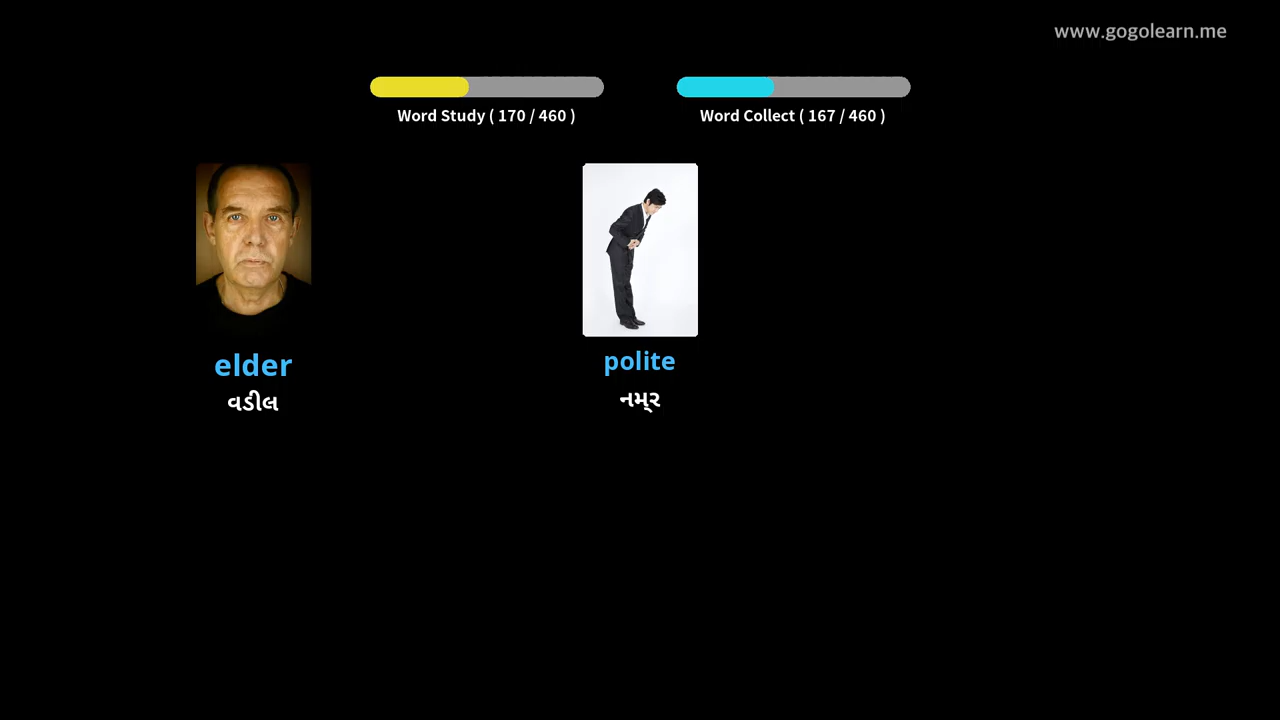 www.gogolearn.me
Word Study ( 170 / 460 )
Word Collect ( 167 / 460 )
elder
વડીલ
polite
નમ્ર